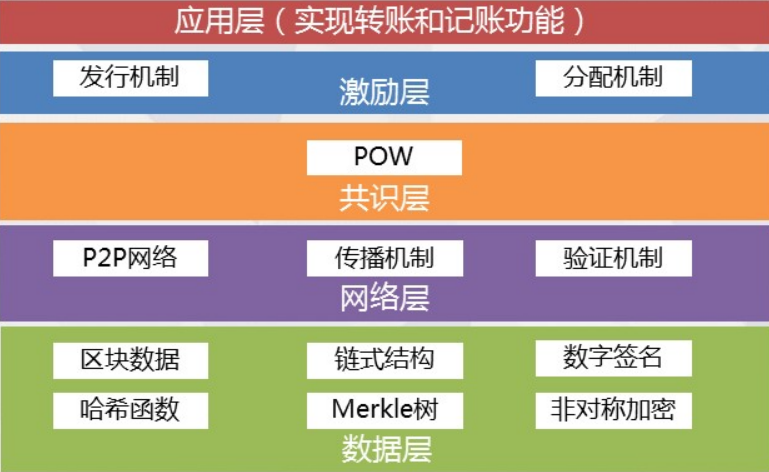 应用层（实现转账和记账功能）
发行机制
分配机制
激励层
POW
共识层
P2P网络
传播机制
验证机制
网络层
区块数据
链式结构
数字签名
哈希函数
Merkle树
非对称加密
数据层